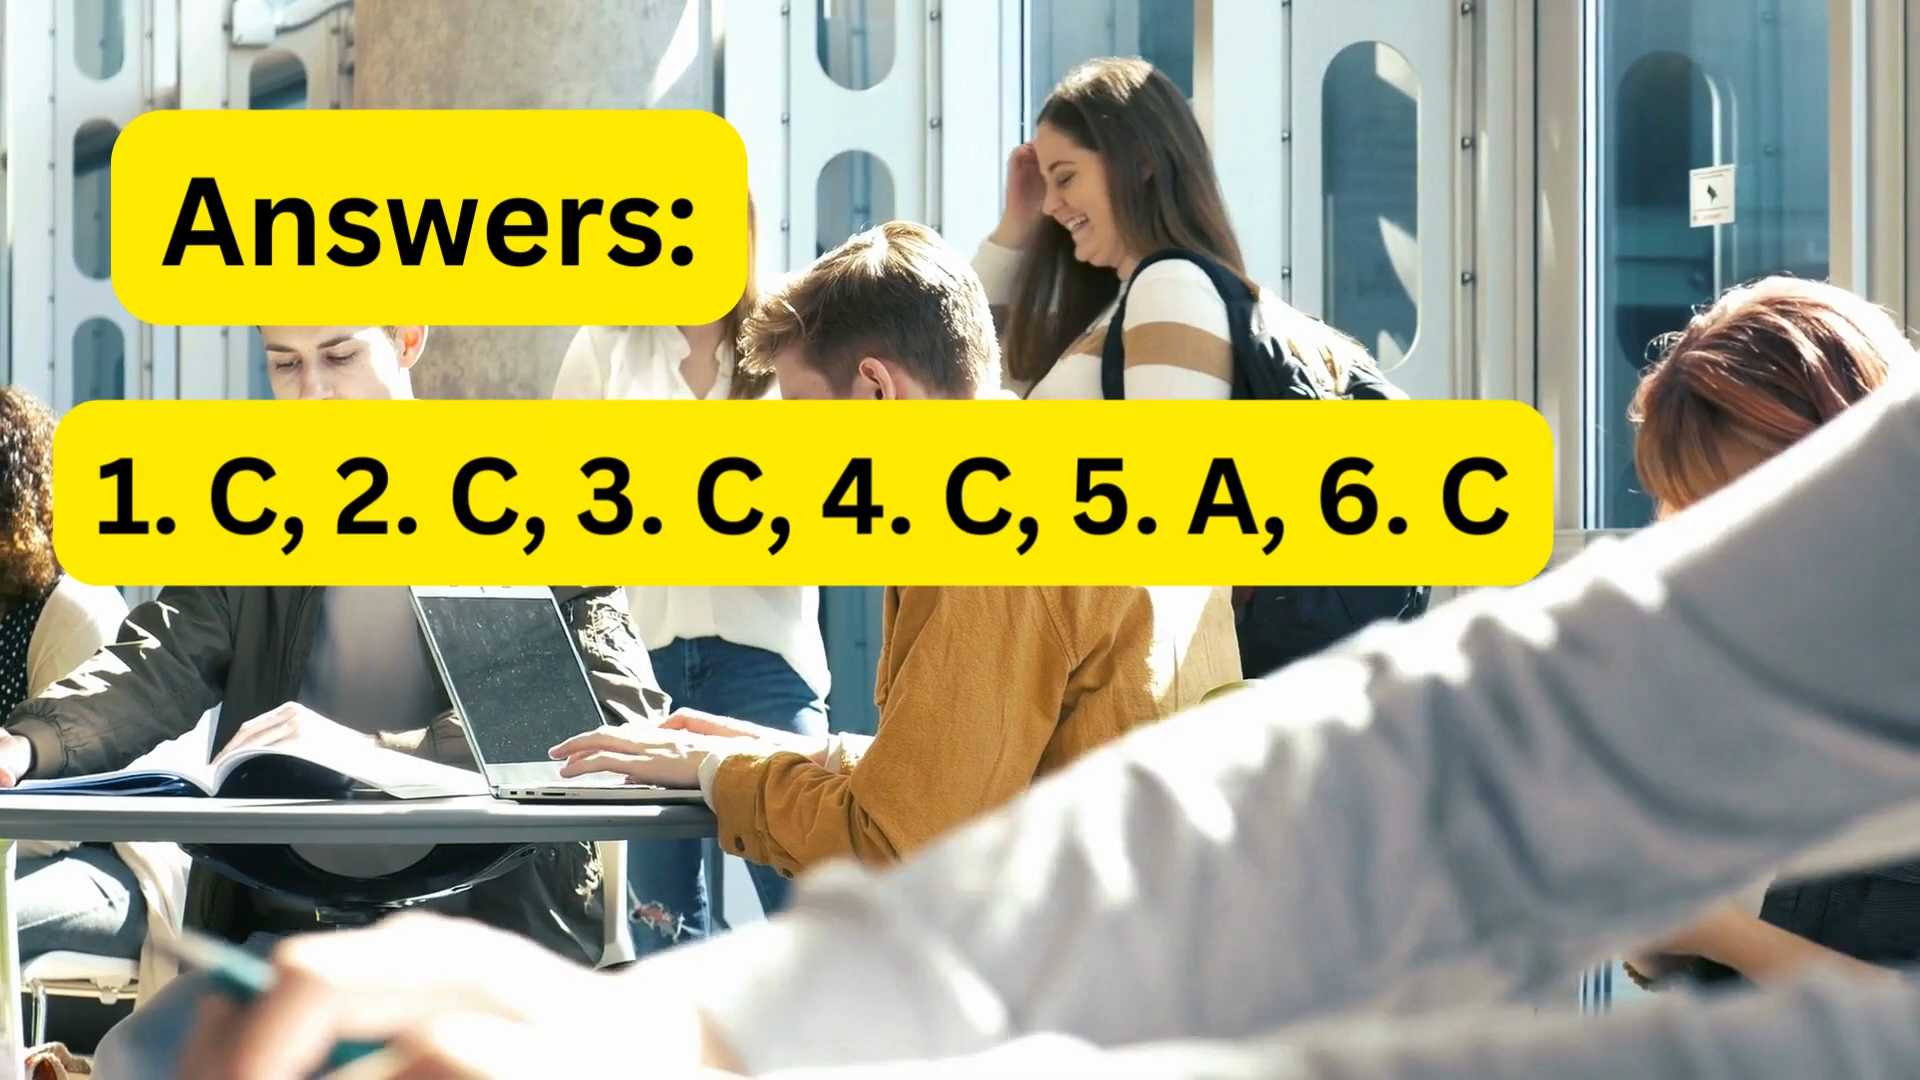 Answers:
1. C, 2. C, 3. C, 4. C, 5. A, 6. C